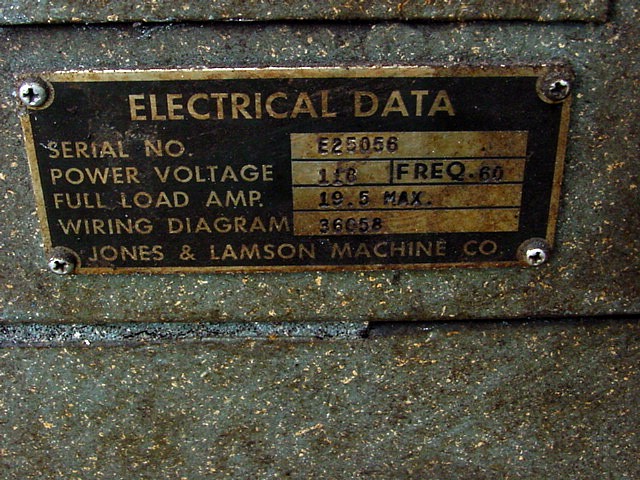 ELECTRICAL DATA
SERIAL NO. E25056
POWER VOLTAGE 110 FREQ. 60
FULL LOAD AMP. 19.5 MAX.
WIRING DIAGRAM 36C58
JONES & LAMSON MACHINE CO